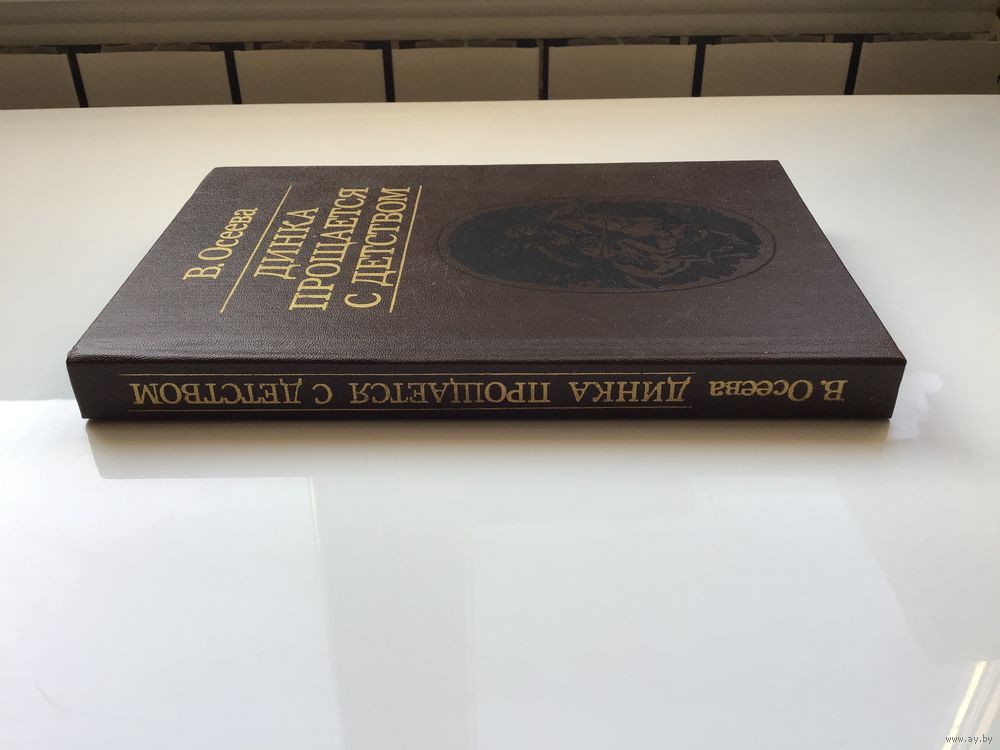 В. Осеева
ДИНКА
ПРОЩАЕТСЯ
С ДЕТСТВОМ
В. Осеева ДИНКА ПРОЩАЕТСЯ С ДЕТСТВОМ
www.ay.by